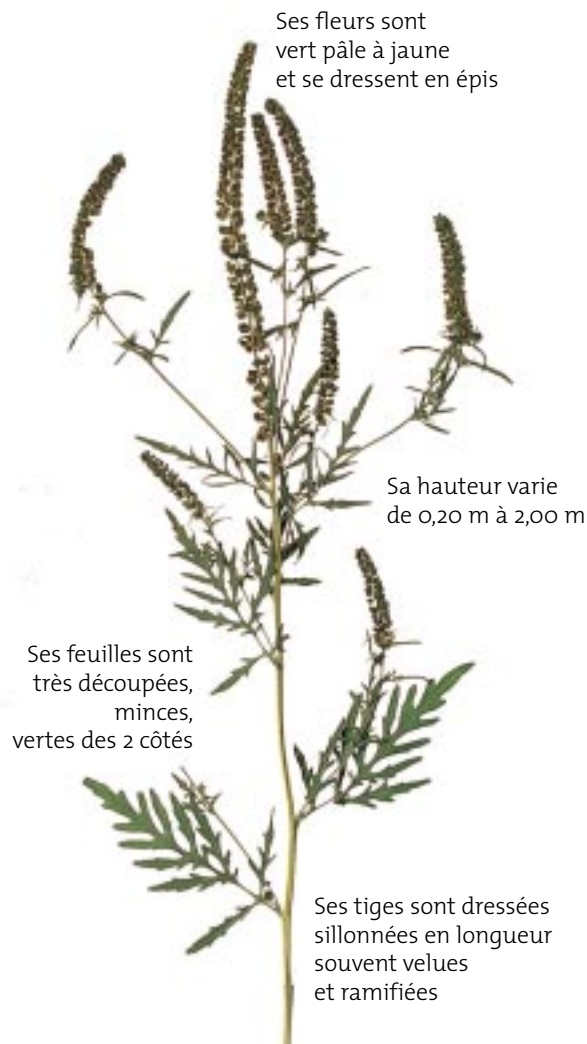 Ses fleurs sont
vert pâle à jaune
et se dressent en épis
Sa hauteur varie
de 0,20 m à 2,00 m
Ses feuilles sont
très découpées,
minces,
vertes des 2 côtés
Ses tiges sont dressées
sillonnées en longueur
souvent velues
et ramifiées